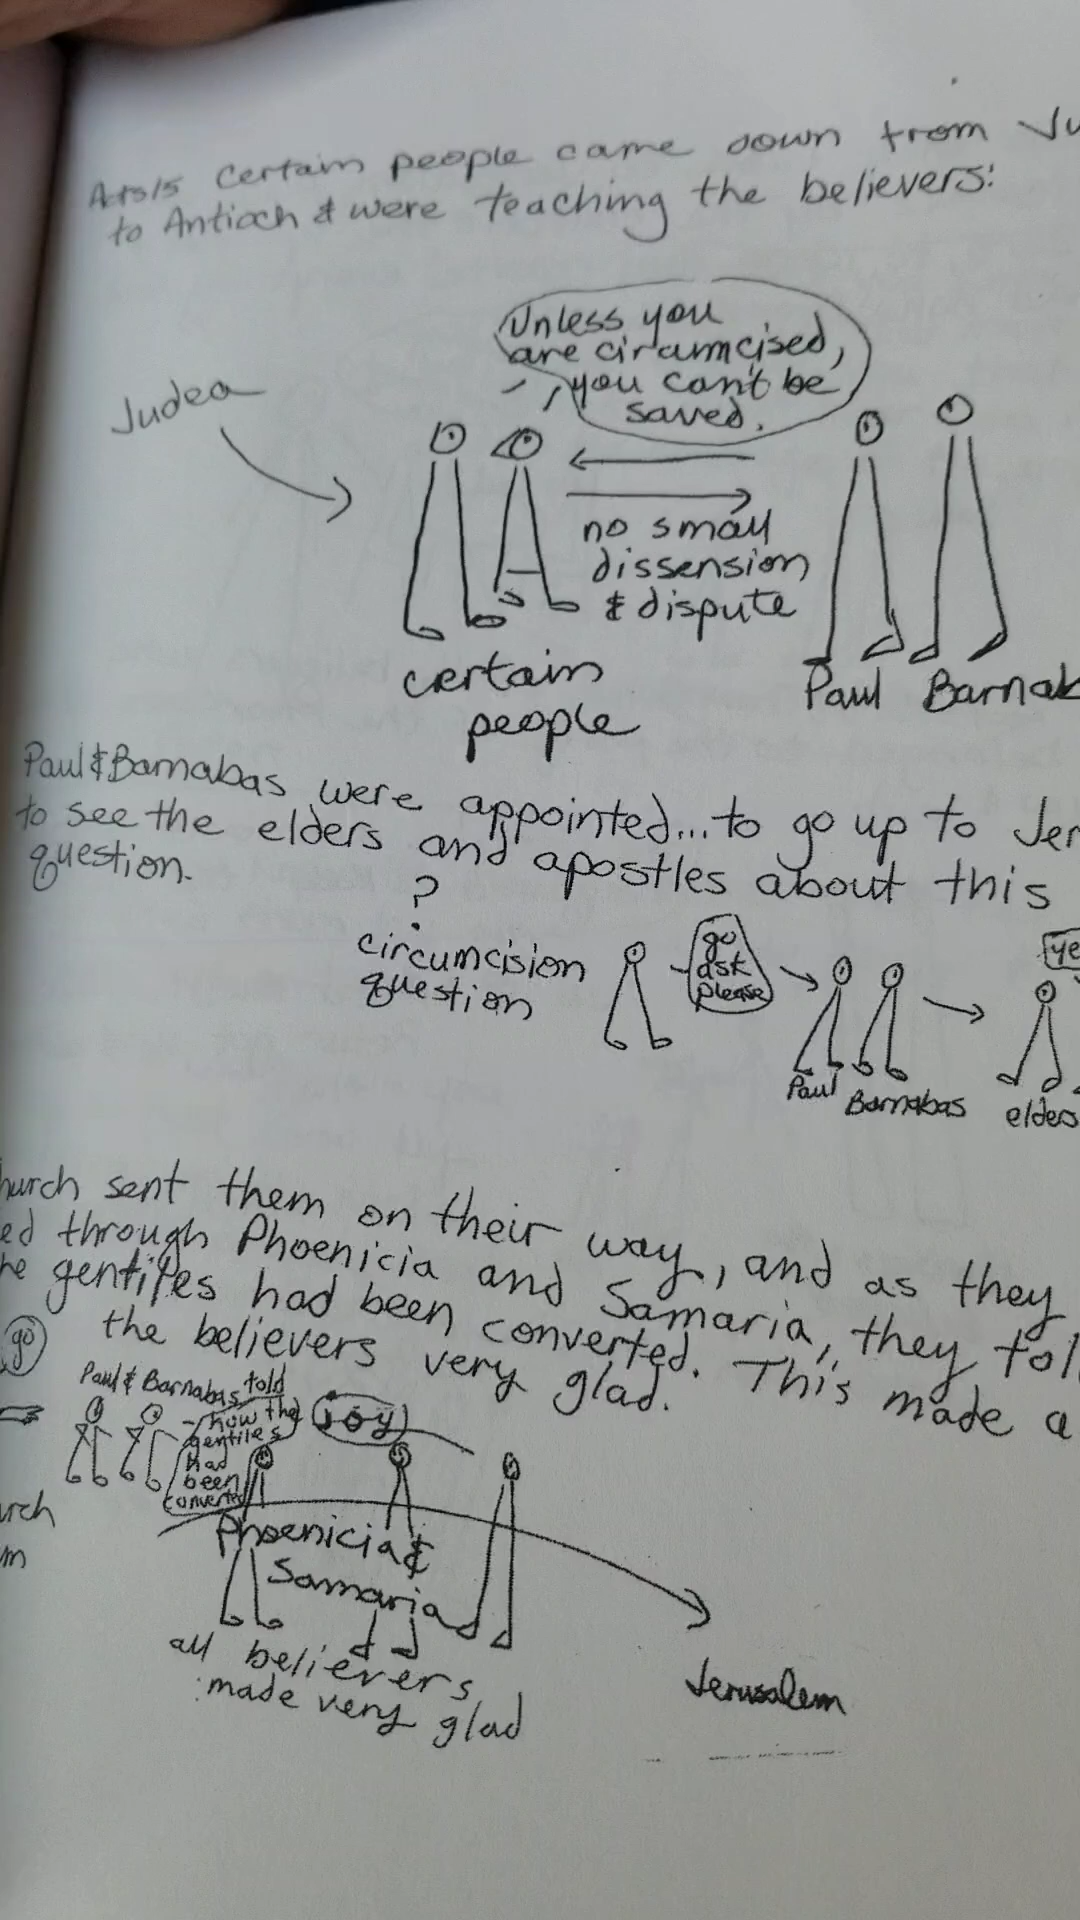 Acts15 Certain people came down from Ju
to Antioch & were teaching the believers:
Unless you
are circumcised,
you can't be
saved.
Judea
no small
dissension
& dispute
certain
people
Paul Barnab
Paul & Barnabas were appointed...to go up to Jer
to see the elders and apostles about this
question.
?
circumcision
question
go
ask
please
ye
Paul
Barnabas
elders
hurch sent them on their way, and as they
ed through Phoenicia and Samaria, they tol
he gentiles had been converted. This made a
the believers very glad.
go
Paul & Barnabas told
how the
gentiles
had
been
converted
joy
urch
m
Phoenicia &
Samaria
all believers
made very glad
Jerusalem